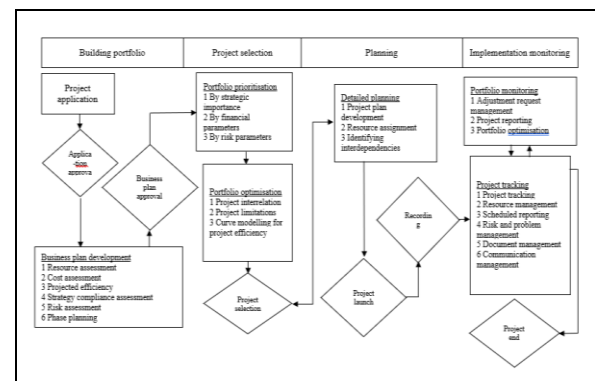 Building portfolio
Project selection
Planning
Implementation monitoring
Project
application
Applica
-tion
approva
Business plan development
1 Resource assessment
2 Cost assessment
3 Projected efficiency
4 Strategy compliance assessment
5 Risk assessment
6 Phase planning
Business
plan
approval
Portfolio prioritisation
1 By strategic
importance
2 By financial
parameters
3 By risk parameters
Portfolio optimisation
1 Project interrelation
2 Project limitations
3 Curve modelling for
project efficiency
Project
selection
Detailed planning
1 Project plan
development
2 Resource assignment
3 Identifying
interdependencies
Project
launch
Recordin
g
Portfolio monitoring
1 Adjustment request
management
2 Project reporting
3 Portfolio optimisation
Project tracking
1 Project tracking
2 Resource management
3 Scheduled reporting
4 Risk and problem
management
5 Document management
6 Communication
management
Project
end